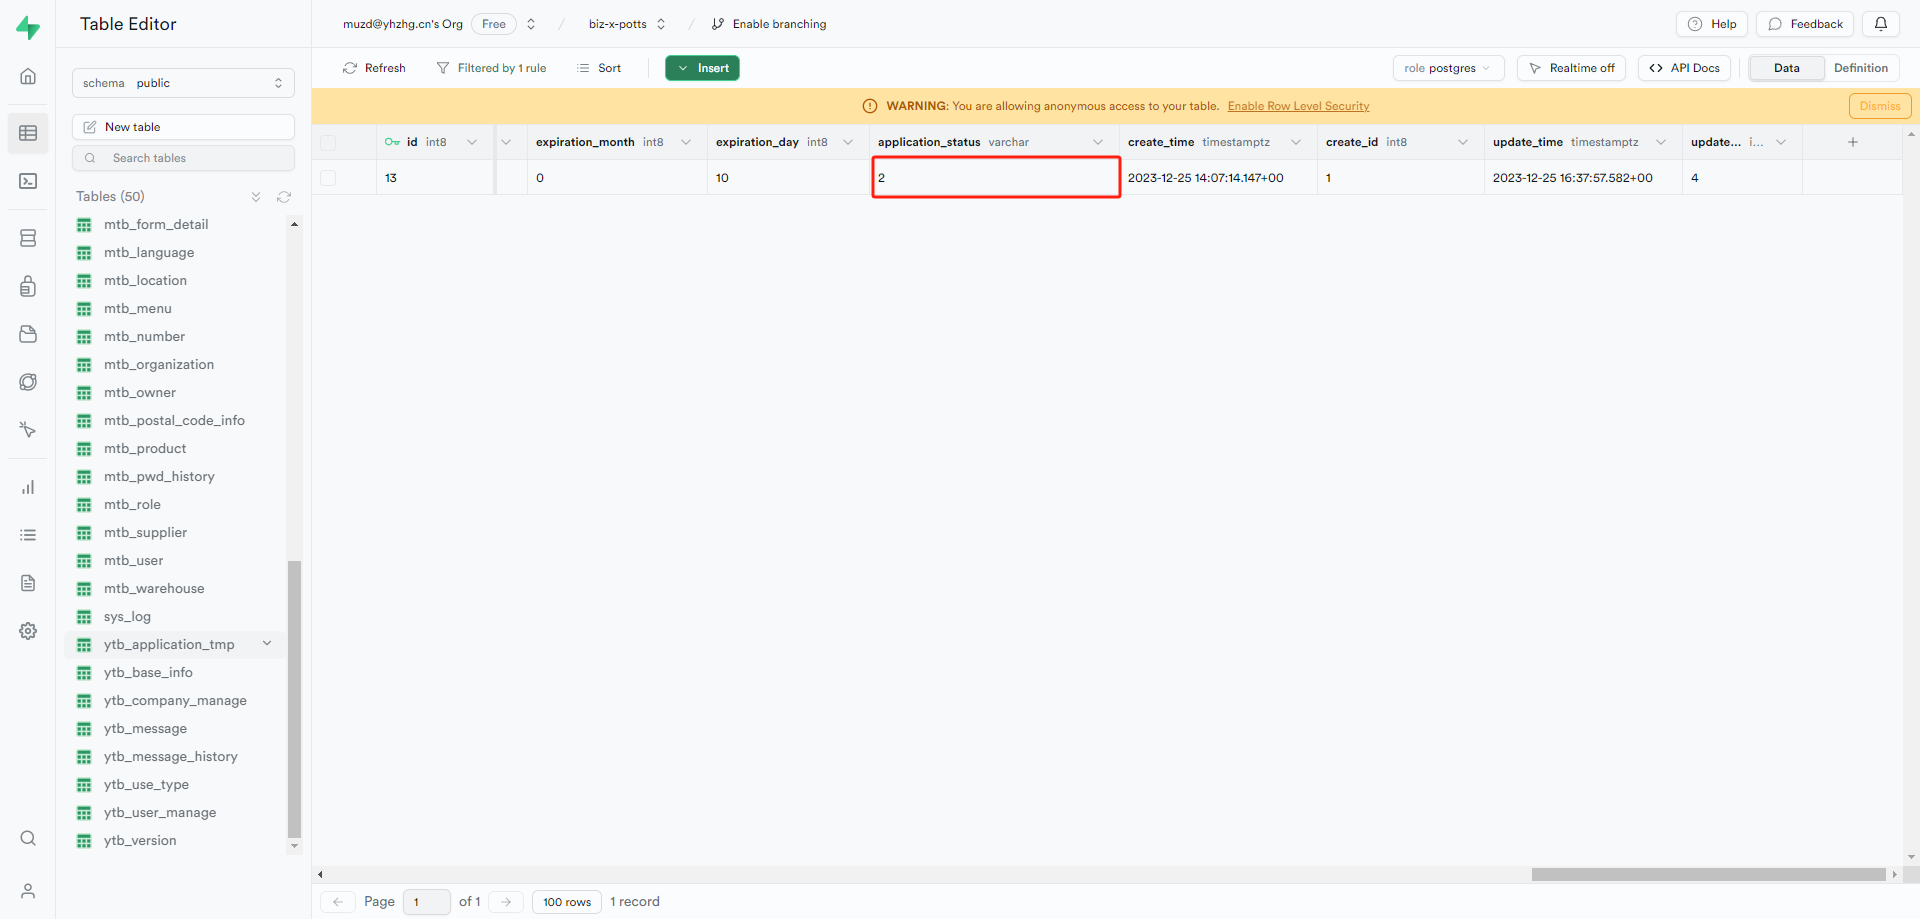 Table Editor
muzd@yhzhg.cn's Org Free / biz-x-potts / Enable branching
Help Feedback
schema public
New table
Search tables
Tables (50)
mtb_form_detail
mtb_language
mtb_location
mtb_menu
mtb_number
mtb_organization
mtb_owner
mtb_postal_code_info
mtb_product
mtb_pwd_history
mtb_role
mtb_supplier
mtb_user
mtb_warehouse
sys_log
ytb_application_tmp
ytb_base_info
ytb_company_manage
ytb_message
ytb_message_history
ytb_use_type
ytb_user_manage
ytb_version
Refresh Filtered by 1 rule Sort Insert
role postgres Realtime off API Docs Data Definition
WARNING: You are allowing anonymous access to your table. Enable Row Level Security Dismiss
id int8 expiration_month int8 expiration_day int8 application_status varchar create_time timestamptz create_id int8 update_time timestamptz update... i...
13 0 10 2 2023-12-25 14:07:14.147+00 1 2023-12-25 16:37:57.582+00 4
Page 1 of 1 100 rows 1 record